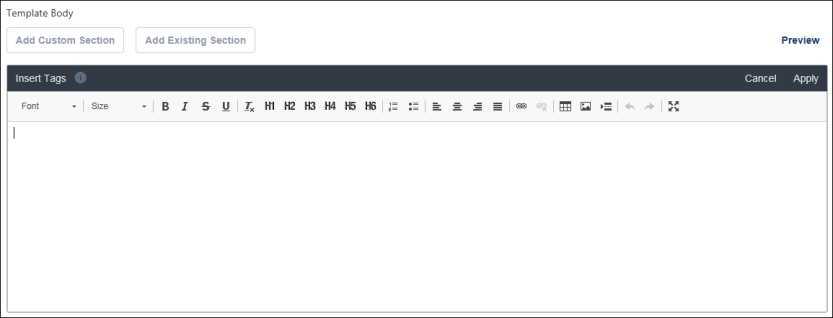 Template Body
Add Custom Section Add Existing Section Preview
Insert Tags i Cancel Apply
Font Size B I S U Tx H1 H2 H3 H4 H5 H6